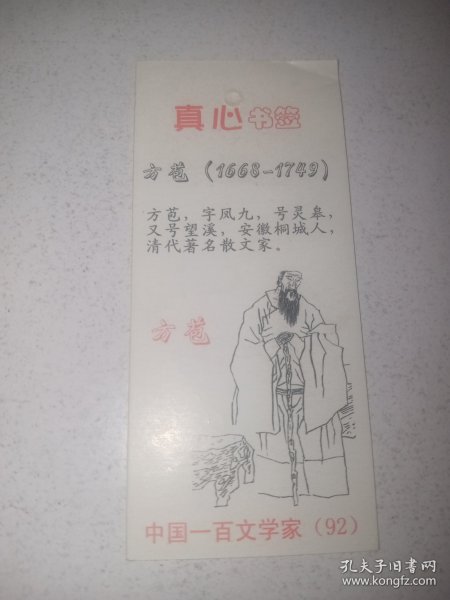 真心书签
方苞（1668-1749）
方苞，字凤九，号灵皋，
又号望溪，安徽桐城人，
清代著名散文家。
方苞
中国一百文学家（92）
孔夫子旧书网
www.kongfz.com